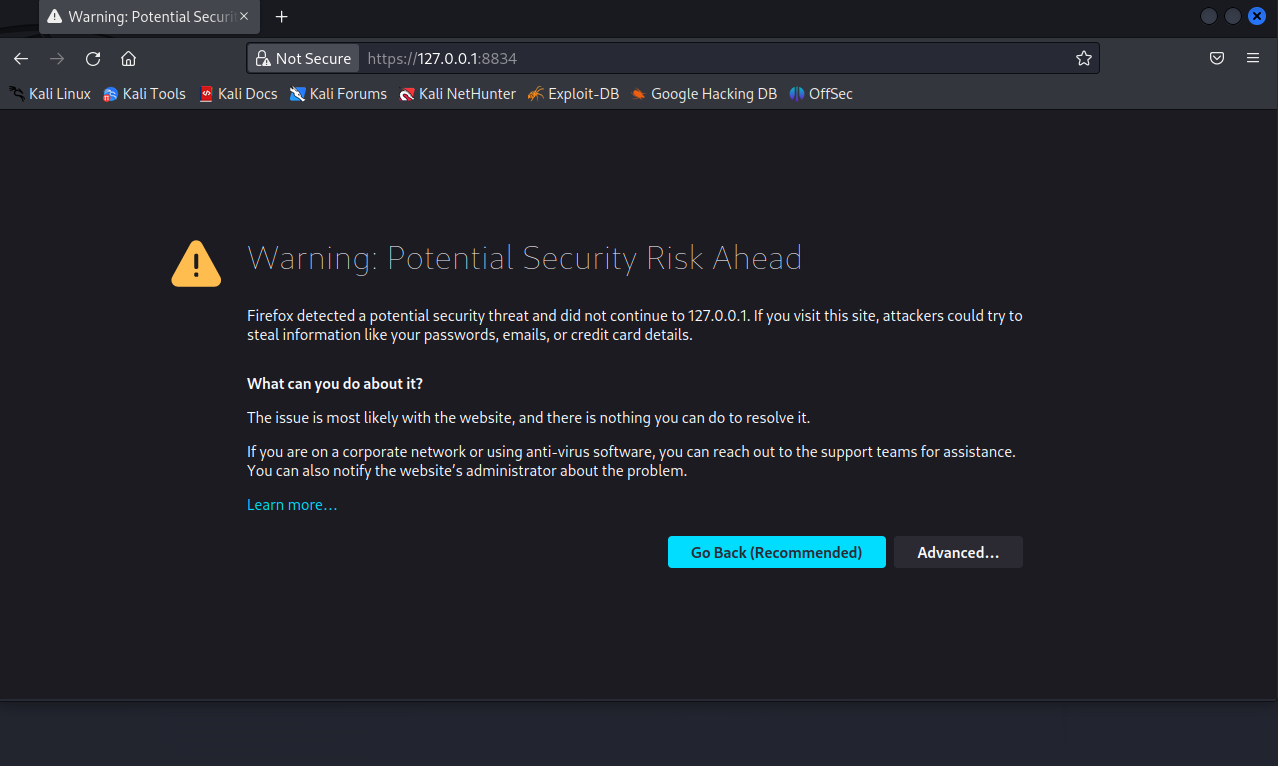 Warning: Potential Securi
Not Secure https://127.0.0.1:8834
Kali Linux Kali Tools Kali Docs Kali Forums Kali NetHunter Exploit-DB Google Hacking DB OffSec
Warning: Potential Security Risk Ahead
Firefox detected a potential security threat and did not continue to 127.0.0.1. If you visit this site, attackers could try to
steal information like your passwords, emails, or credit card details.
What can you do about it?
The issue is most likely with the website, and there is nothing you can do to resolve it.
If you are on a corporate network or using anti-virus software, you can reach out to the support teams for assistance.
You can also notify the website’s administrator about the problem.
Learn more…
Go Back (Recommended) Advanced…